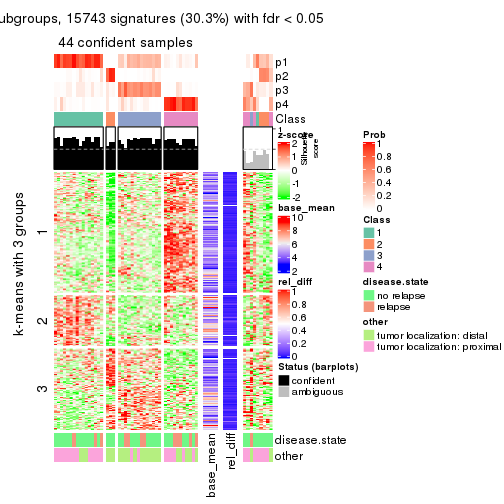 ubgroups, 15743 signatures (30.3%) with fdr < 0.05
44 confident samples
p1
p2
p3
p4
Class
1
Silhouette
score
k-means with 3 groups
1
2
3
base_mean
rel_diff
disease.state
other
z-score
2
1
0
-1
-2
base_mean
10
8
6
4
2
rel_diff
1
0.8
0.6
0.4
0.2
0
Status (barplots)
confident
ambiguous
Prob
1
0.8
0.6
0.4
0.2
0
Class
1
2
3
4
disease.state
no relapse
relapse
other
tumor localization: distal
tumor localization: proximal